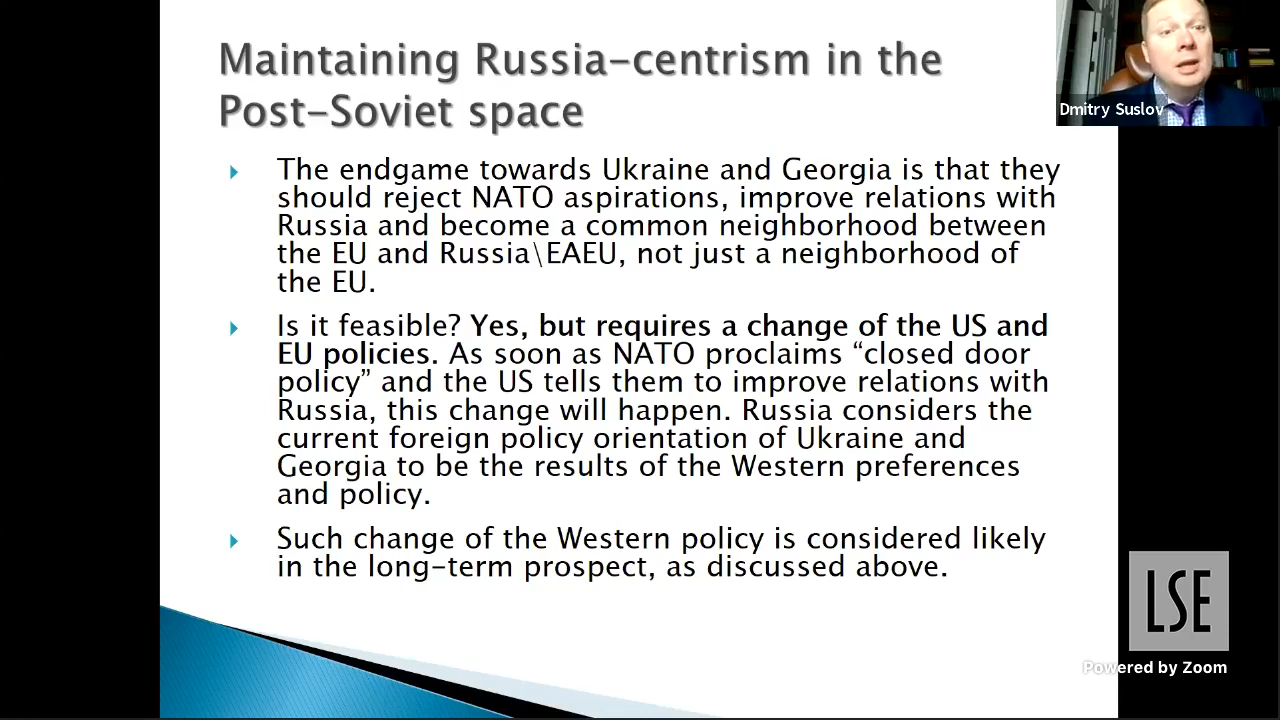 Maintaining Russia-centrism in the
Post-Soviet space
Dmitry Suslov
The endgame towards Ukraine and Georgia is that they
should reject NATO aspirations, improve relations with
Russia and become a common neighborhood between
the EU and Russia\EAEU, not just a neighborhood of
the EU.
Is it feasible? Yes, but requires a change of the US and
EU policies. As soon as NATO proclaims “closed door
policy” and the US tells them to improve relations with
Russia, this change will happen. Russia considers the
current foreign policy orientation of Ukraine and
Georgia to be the results of the Western preferences
and policy.
Such change of the Western policy is considered likely
in the long-term prospect, as discussed above.
LSE
Powered by Zoom